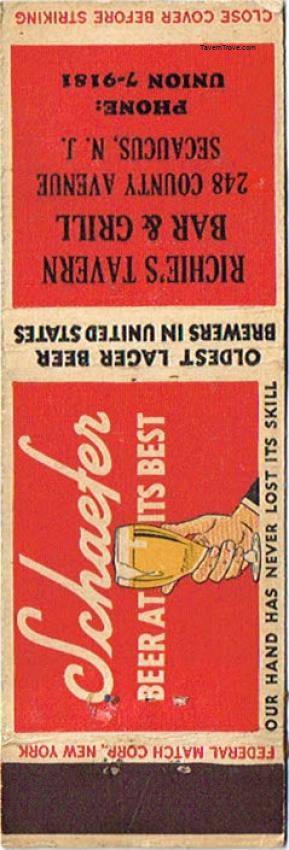 TavernTrove.com
CLOSE COVER BEFORE STRIKING
RICHIE'S TAVERN
BAR & GRILL
248 COUNTY AVENUE
SECAUCUS, N. J.
PHONE:
UNION 7-9181
OLDEST LAGER BEER
BREWERS IN UNITED STATES
Schaefer
BEER AT ITS BEST
OUR HAND HAS NEVER LOST ITS SKILL
FEDERAL MATCH CORP., NEW YORK